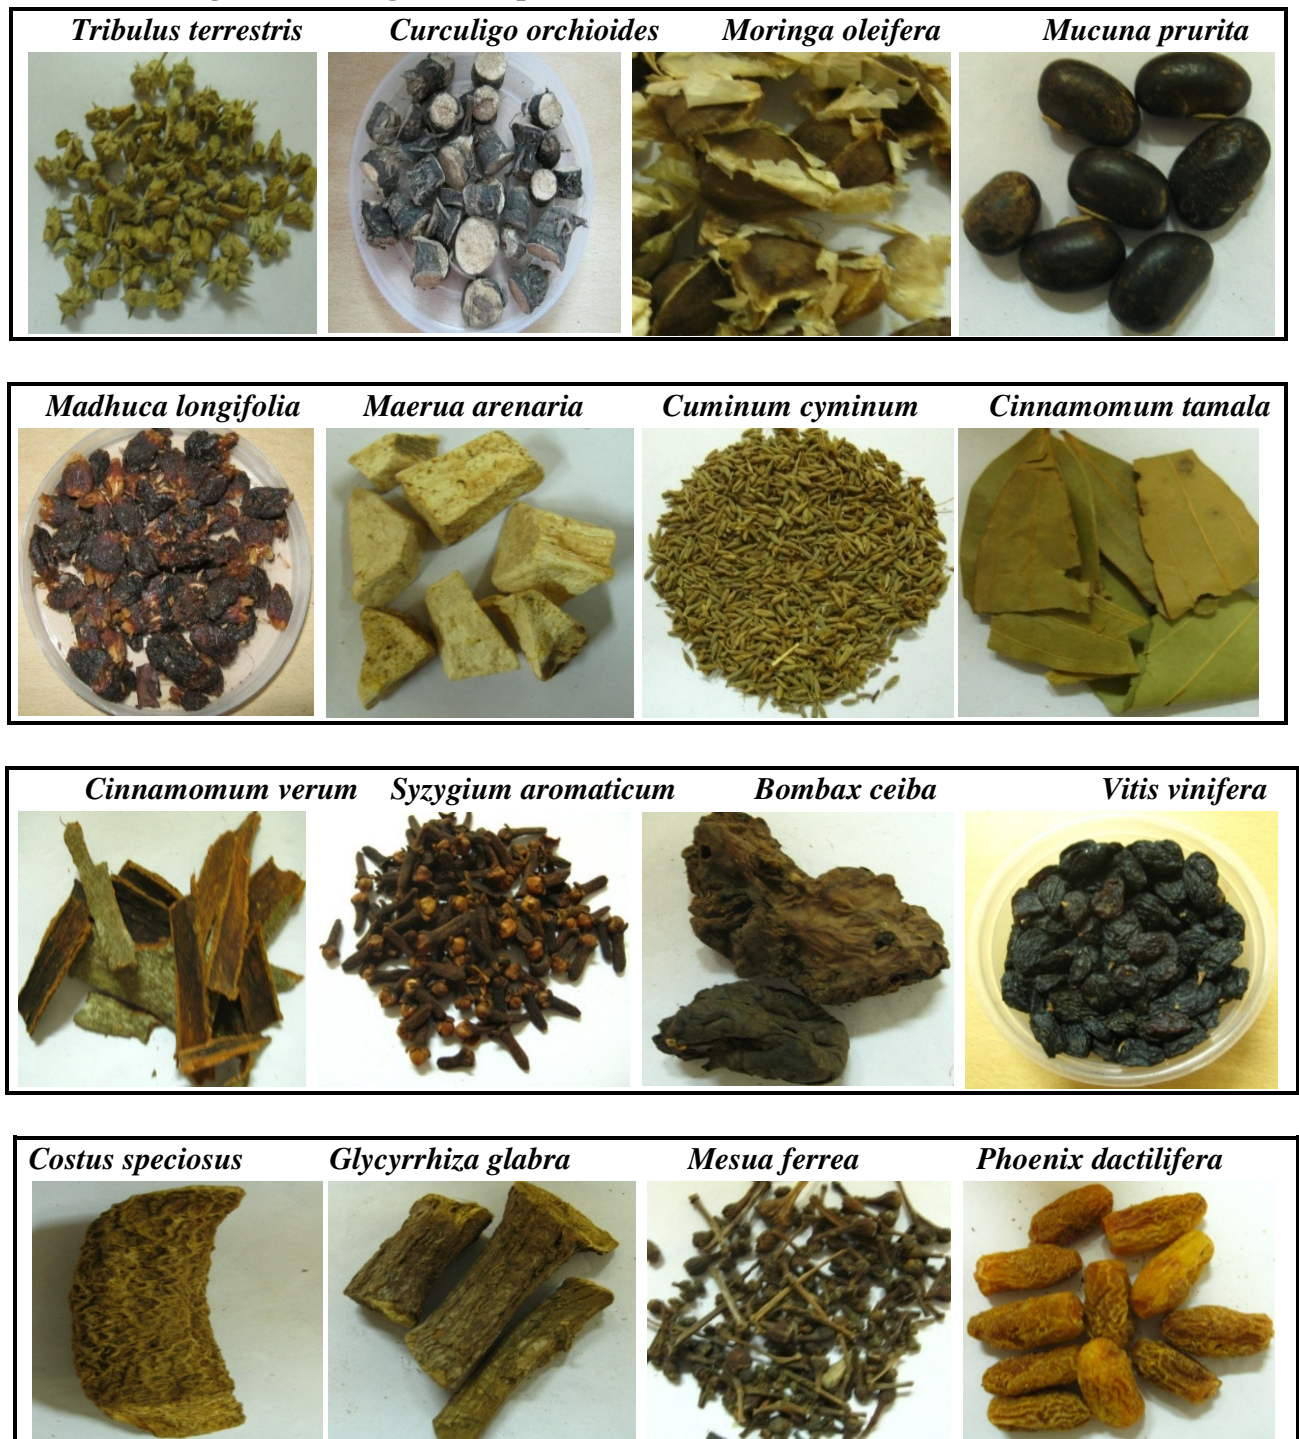 Tribulus terrestris Curculigo orchioides Moringa oleifera Mucuna prurita
Madhuca longifolia Maerua arenaria Cuminum cyminum Cinnamomum tamala
Cinnamomum verum Syzygium aromaticum Bombax ceiba Vitis vinifera
Costus speciosus Glycyrrhiza glabra Mesua ferrea Phoenix dactilifera